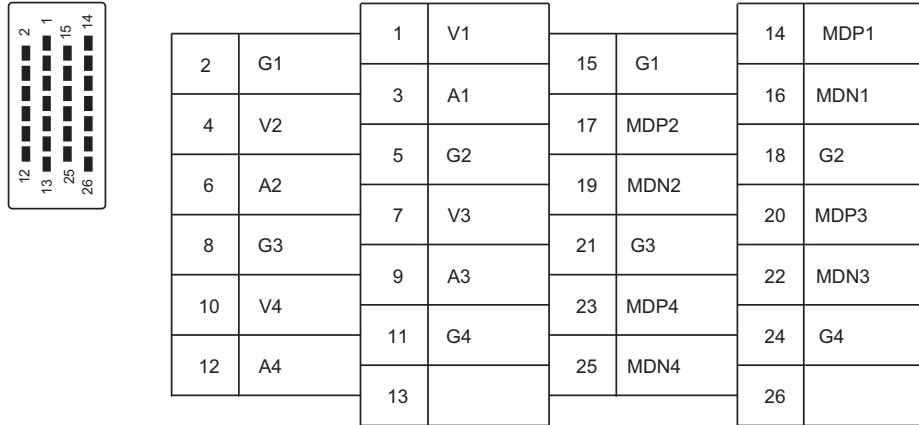 2 1 15 14
12 13 25 26
1 V1
2 G1
3 A1
4 V2
5 G2
6 A2
7 V3
8 G3
9 A3
10 V4
11 G4
12 A4
13
14 MDP1
15 G1
16 MDN1
17 MDP2
18 G2
19 MDN2
20 MDP3
21 G3
22 MDN3
23 MDP4
24 G4
25 MDN4
26